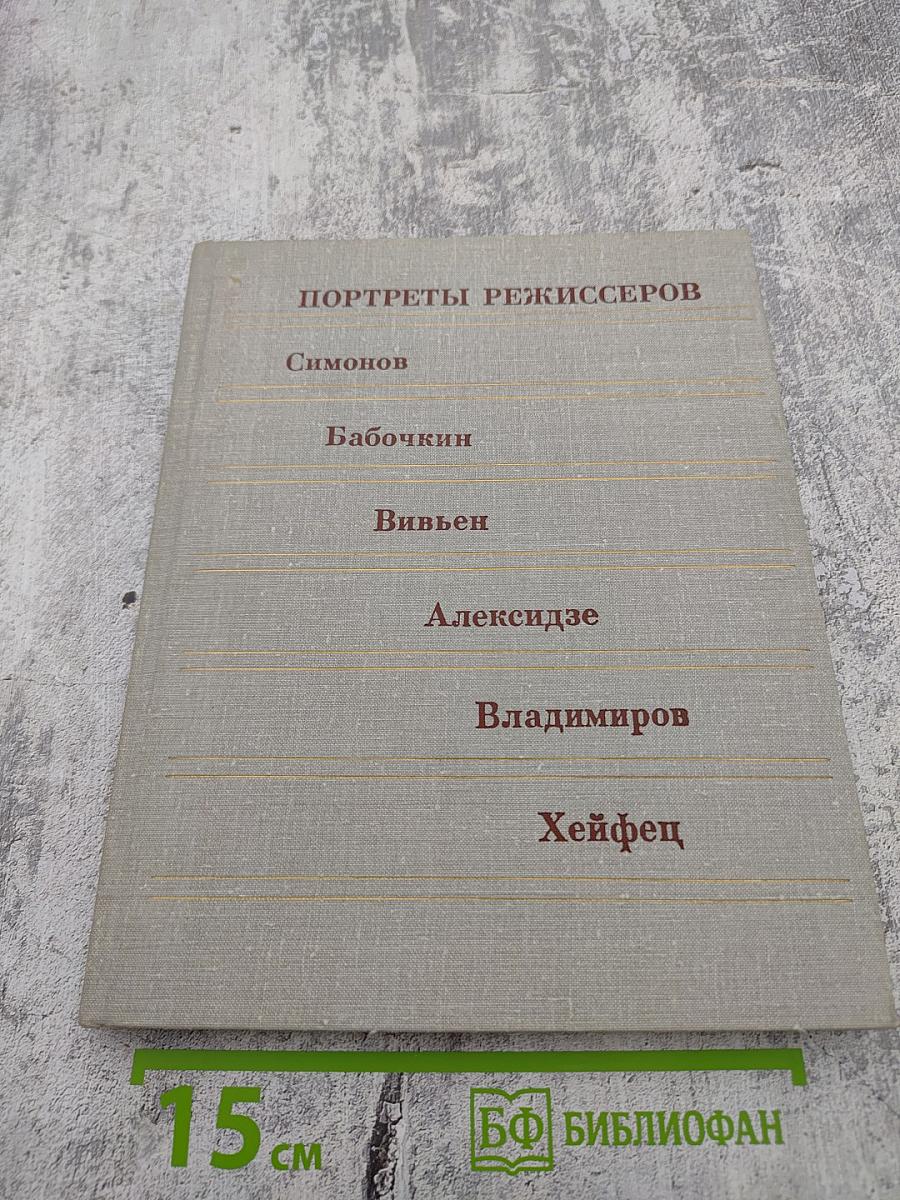 ПОРТРЕТЫ РЕЖИССЕРОВ
Симонов
Бабочкин
Вивьен
Алексидзе
Владимиров
Хейфец
15 см
БФ БИБЛИОФАН